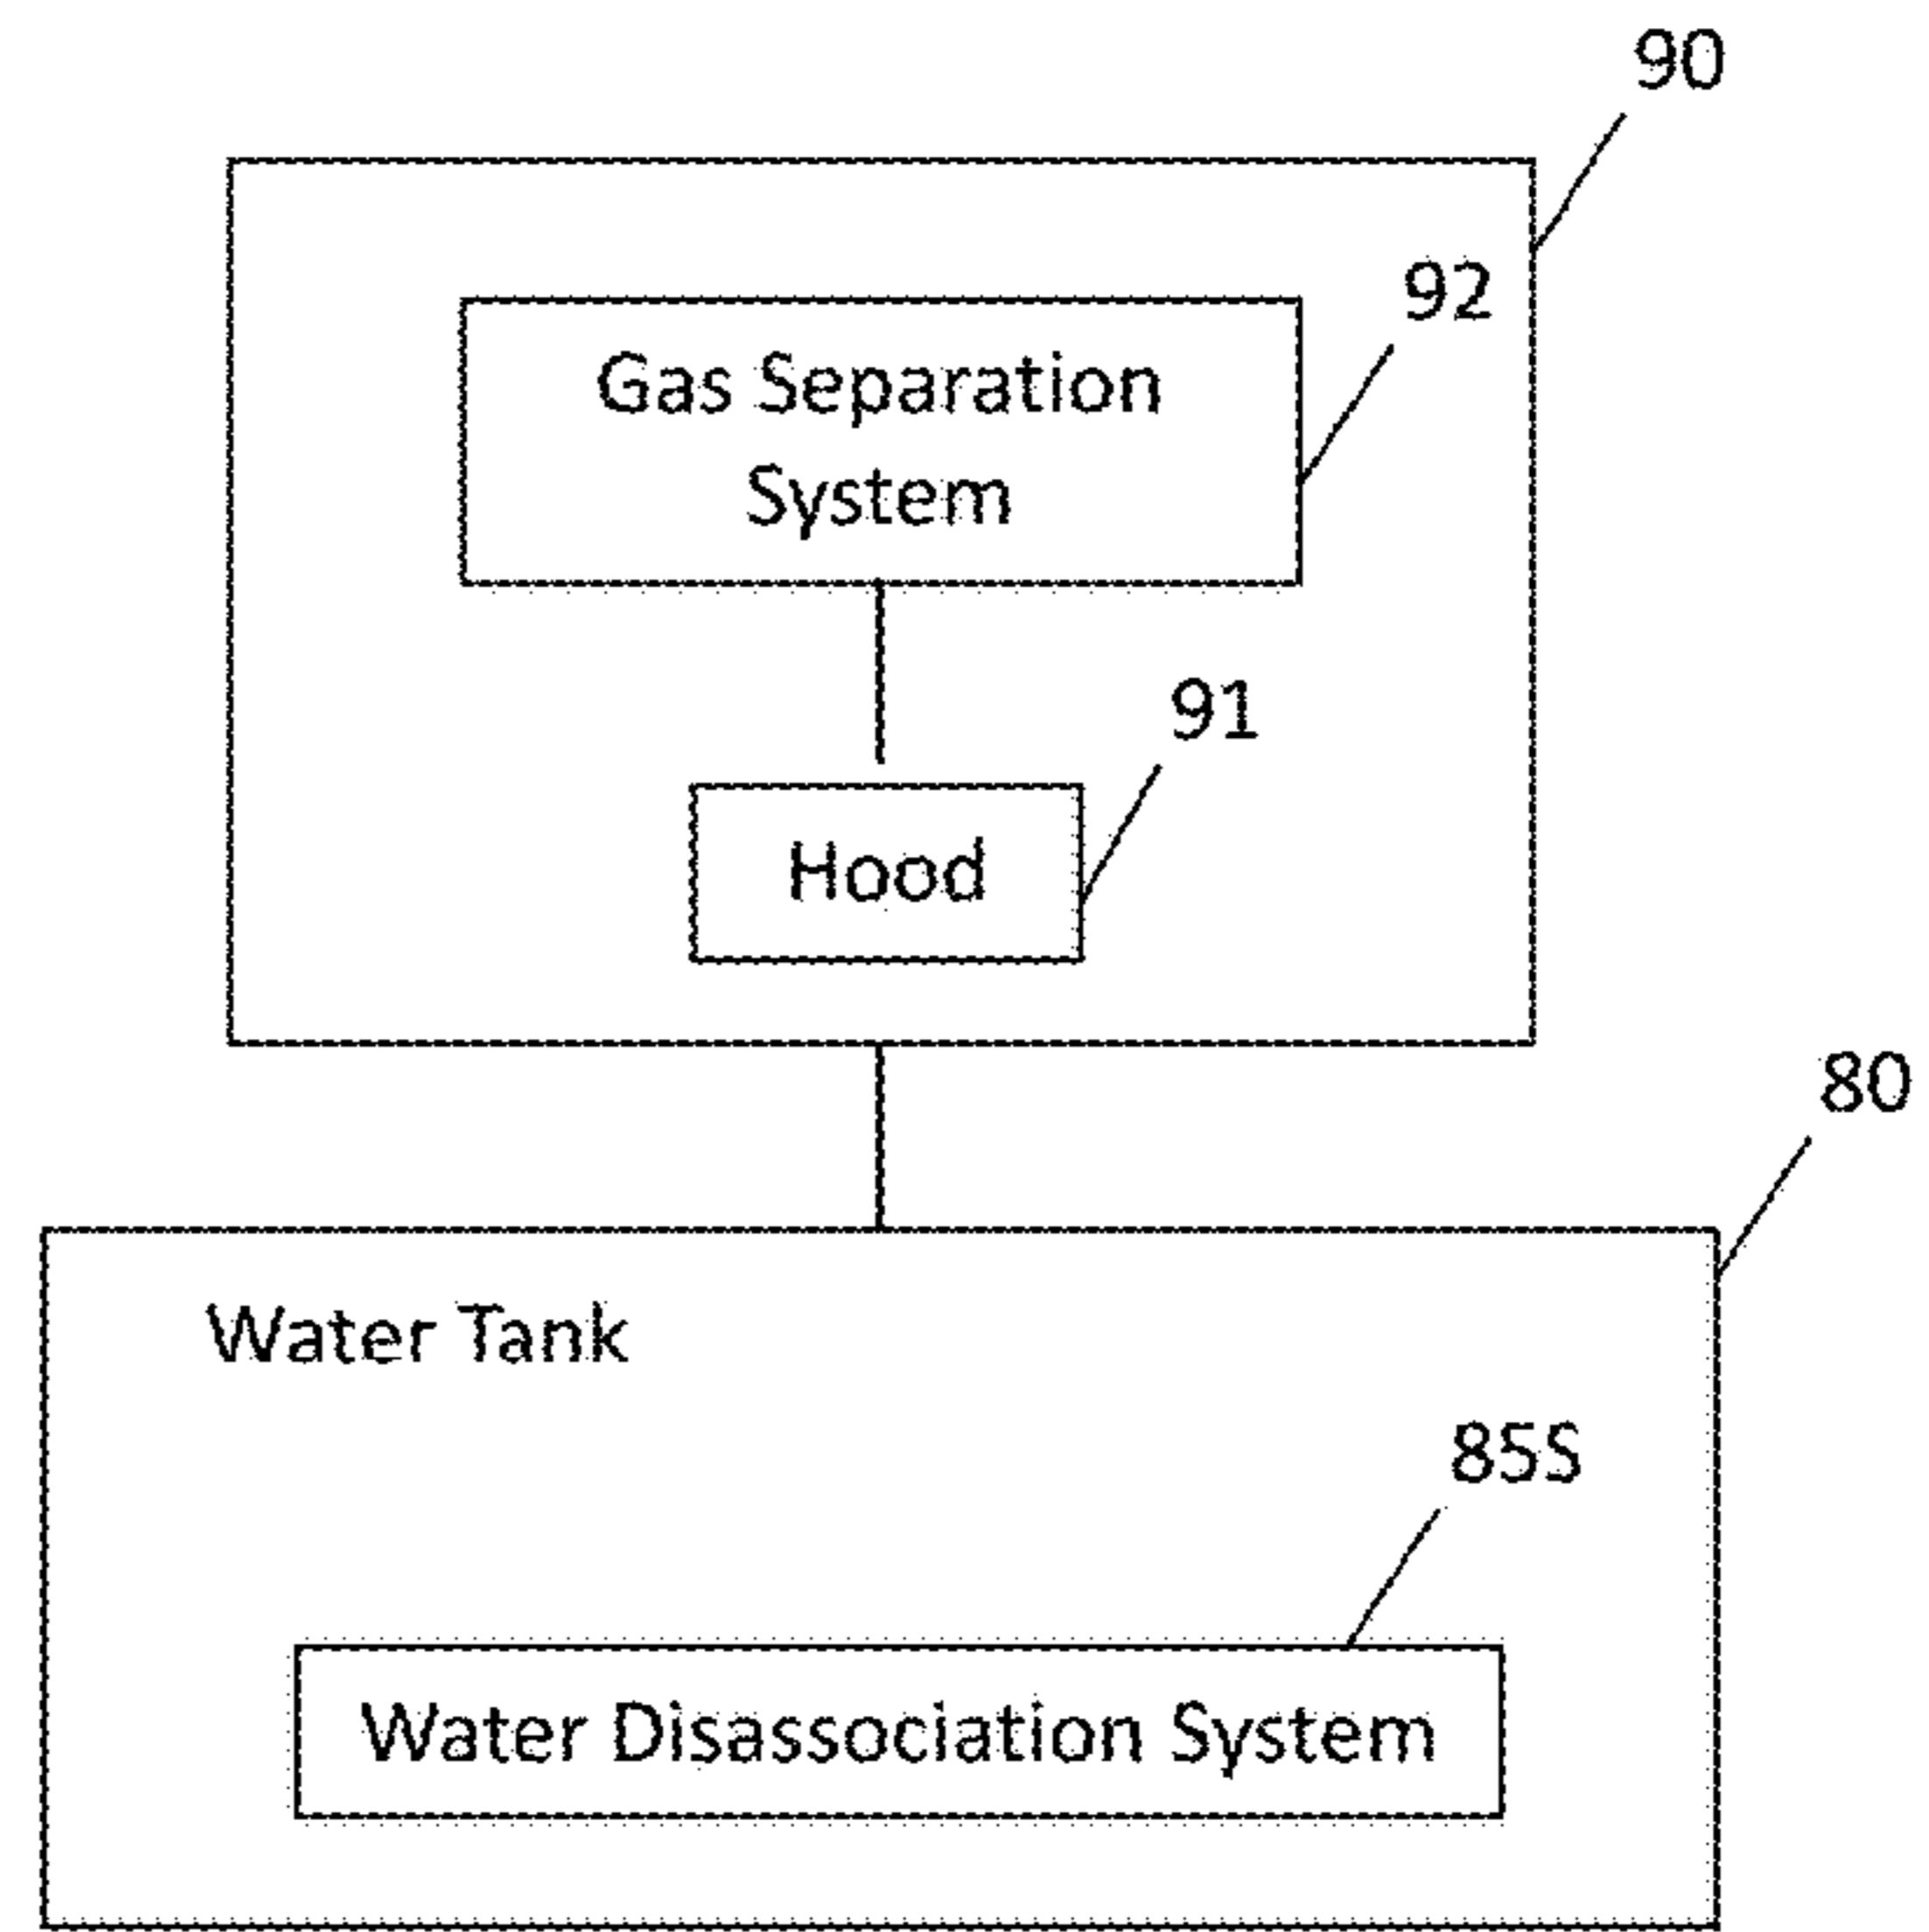 90
92
Gas Separation
System
91
Hood
80
Water Tank
85S
Water Disassociation System